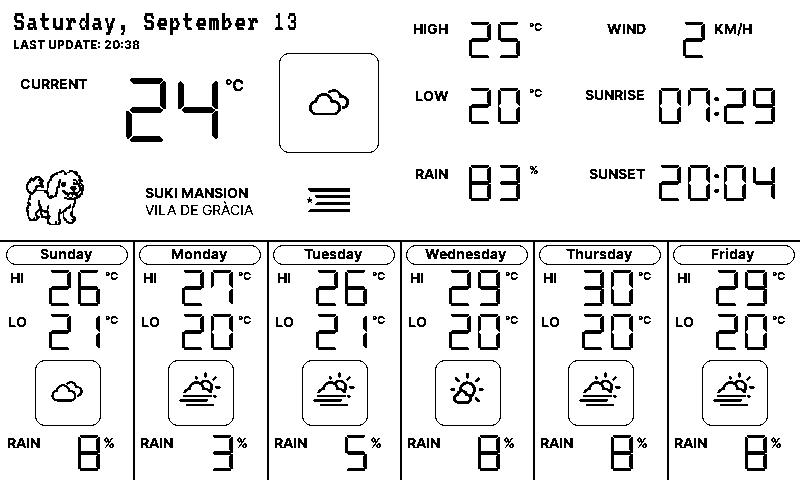 Saturday, September 13
LAST UPDATE: 20:38
CURRENT 24 °C
HIGH 25 °C
LOW 20 °C
RAIN 83 %
WIND 2 KM/H
SUNRISE 07:29
SUNSET 20:04
SUKI MANSION
VILA DE GRÀCIA
Sunday
HI 26 °C
LO 21 °C
RAIN 8 %
Monday
HI 27 °C
LO 20 °C
RAIN 3 %
Tuesday
HI 26 °C
LO 21 °C
RAIN 5 %
Wednesday
HI 29 °C
LO 20 °C
RAIN 8 %
Thursday
HI 30 °C
LO 20 °C
RAIN 8 %
Friday
HI 29 °C
LO 20 °C
RAIN 8 %